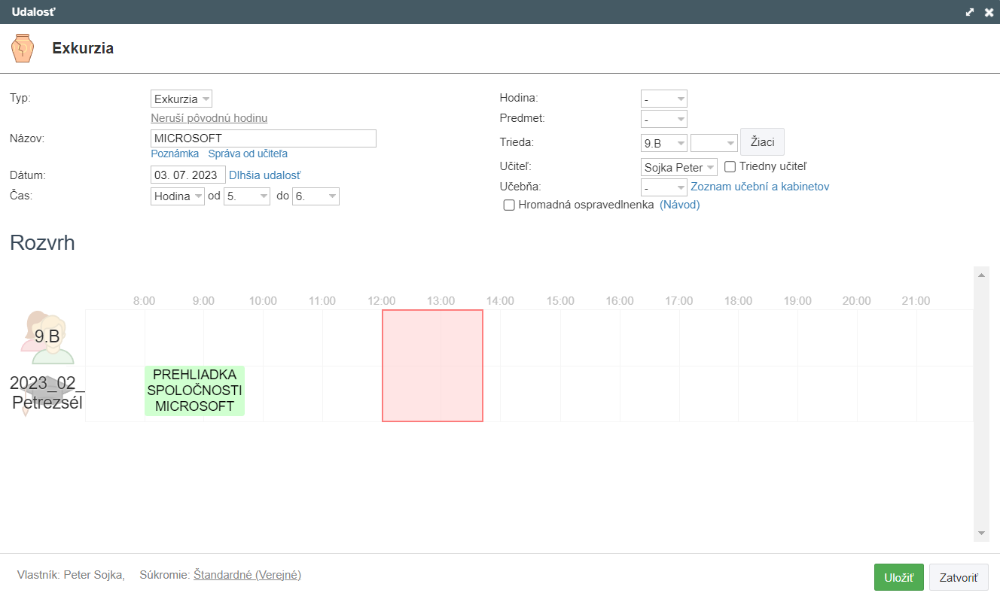 Udalosť
Exkurzia
Typ:
Exkurzia
Neruší pôvodnú hodinu
Názov:
MICROSOFT
Poznámka Správa od učiteľa
Dátum:
03. 07. 2023 Dlhšia udalosť
Čas:
Hodina od 5. do 6.
Hodina:
-
Predmet:
-
Trieda:
9.B Žiaci
Učiteľ:
Sojka Peter Triedny učiteľ
Učebňa:
- Zoznam učební a kabinetov
Hromadná ospravedlnenka (Návod)
Rozvrh
8:00 9:00 10:00 11:00 12:00 13:00 14:00 15:00 16:00 17:00 18:00 19:00 20:00 21:00
9.B
2023_02_
Petrezsél
PREHLIADKA
SPOLOČNOSTI
MICROSOFT
Vlastník: Peter Sojka, Súkromie: Štandardné (Verejné)
Uložiť Zatvoriť